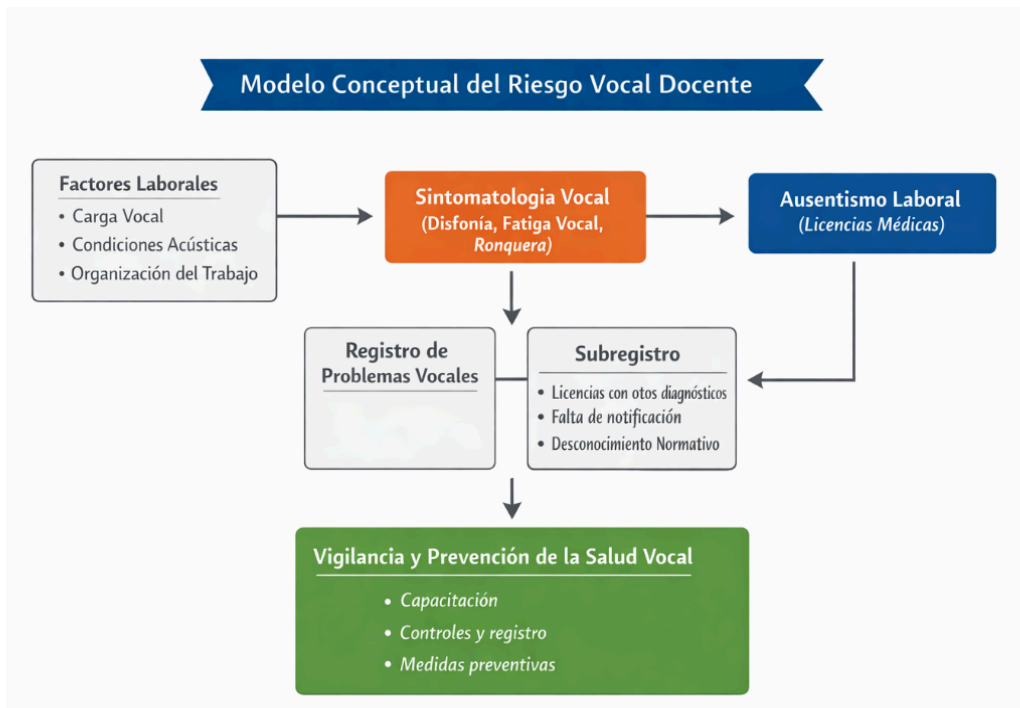 Modelo Conceptual del Riesgo Vocal Docente
Factores Laborales
• Carga Vocal
• Condiciones Acústicas
• Organización del Trabajo
Sintomatologia Vocal
(Disfonía, Fatiga Vocal,
Ronquera)
Ausentismo Laboral
(Licencias Médicas)
Registro de
Problemas Vocales
Subregistro
• Licencias con otos diagnósticos
• Falta de notificación
• Desconocimiento Normativo
Vigilancia y Prevención de la Salud Vocal
• Capacitación
• Controles y registro
• Medidas preventivas